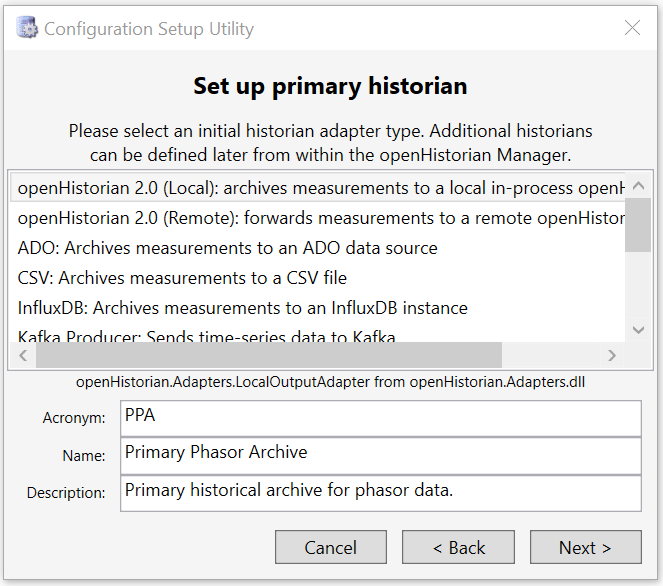 Configuration Setup Utility
Set up primary historian
Please select an initial historian adapter type. Additional historians
can be defined later from within the openHistorian Manager.
openHistorian 2.0 (Local): archives measurements to a local in-process openH
openHistorian 2.0 (Remote): forwards measurements to a remote openHistor
ADO: Archives measurements to an ADO data source
CSV: Archives measurements to a CSV file
InfluxDB: Archives measurements to an InfluxDB instance
Kafka Producer: Sends time-series data to Kafka
openHistorian.Adapters.LocalOutputAdapter from openHistorian.Adapters.dll
Acronym: PPA
Name: Primary Phasor Archive
Description: Primary historical archive for phasor data.
Cancel < Back Next >